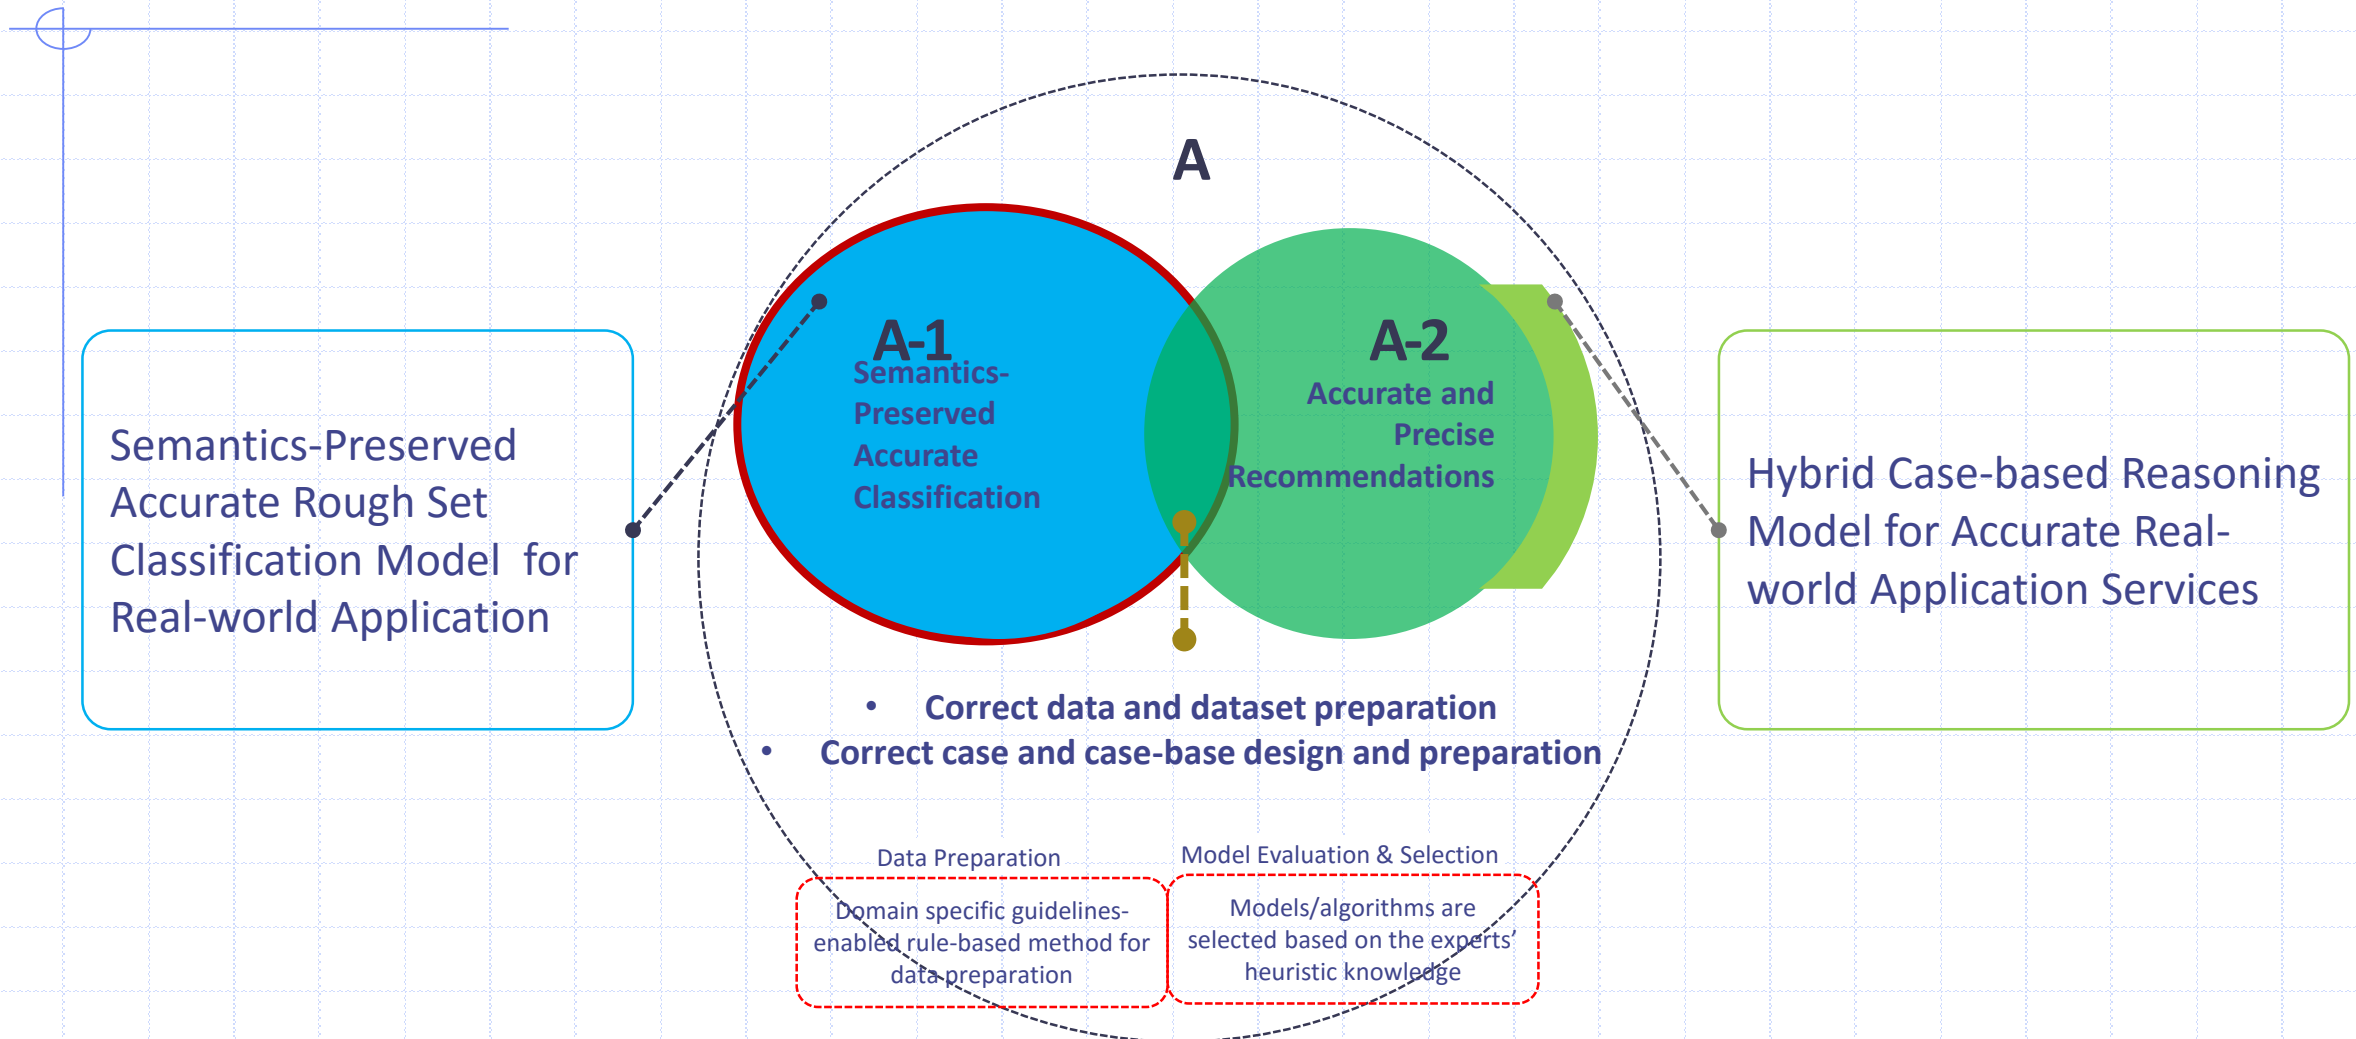 A
A-1
Semantics-
Preserved
Accurate
Classification
A-2
Accurate and
Precise
Recommendations
Semantics-Preserved
Accurate Rough Set
Classification Model for
Real-world Application
Hybrid Case-based Reasoning
Model for Accurate Real-
world Application Services
• Correct data and dataset preparation
• Correct case and case-base design and preparation
Data Preparation
Domain specific guidelines-
enabled rule-based method for
data preparation
Model Evaluation & Selection
Models/algorithms are
selected based on the experts’
heuristic knowledge